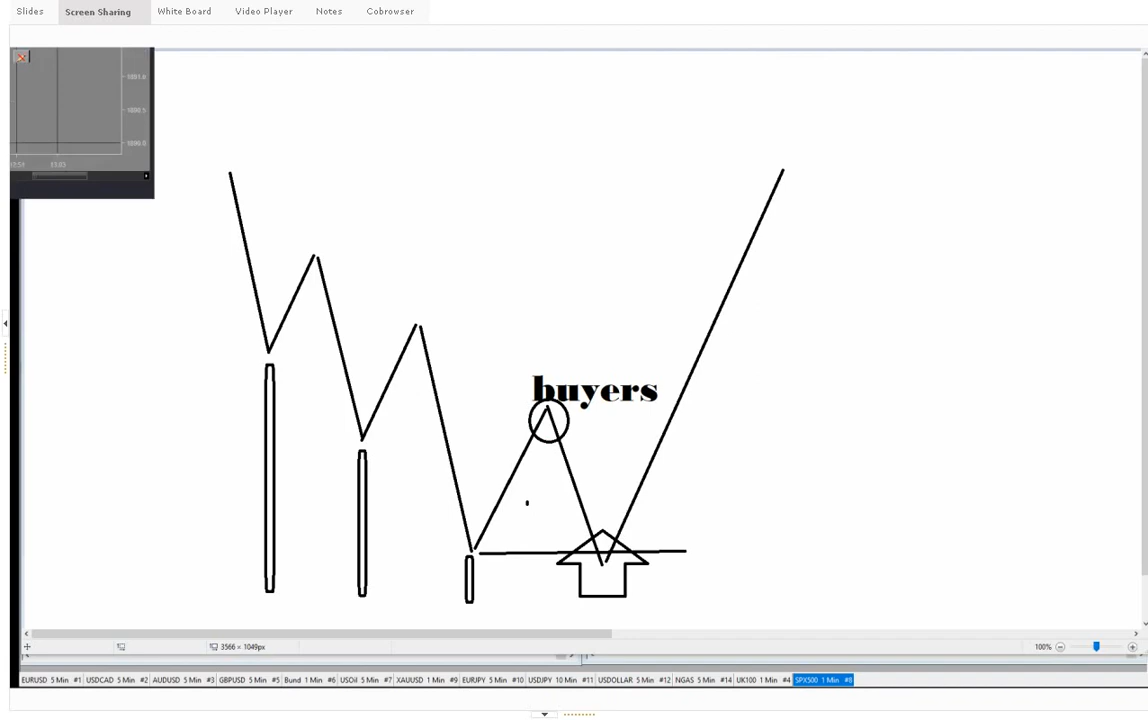 Slides Screen Sharing White Board Video Player Notes Cobrowser
buyers
3566 × 1049px 100%
EURUSD 5 Min #1 USDCAD 5 Min #2 AUDUSD 5 Min #3 GBPUSD 5 Min #5 Bund 1 Min #6 USOil 5 Min #7 XAUUSD 1 Min #9 EURJPY 5 Min #10 USDJPY 10 Min #11 USDOLLAR 5 Min #12 NGAS 5 Min #14 UK100 1 Min #4 SPX500 1 Min #8